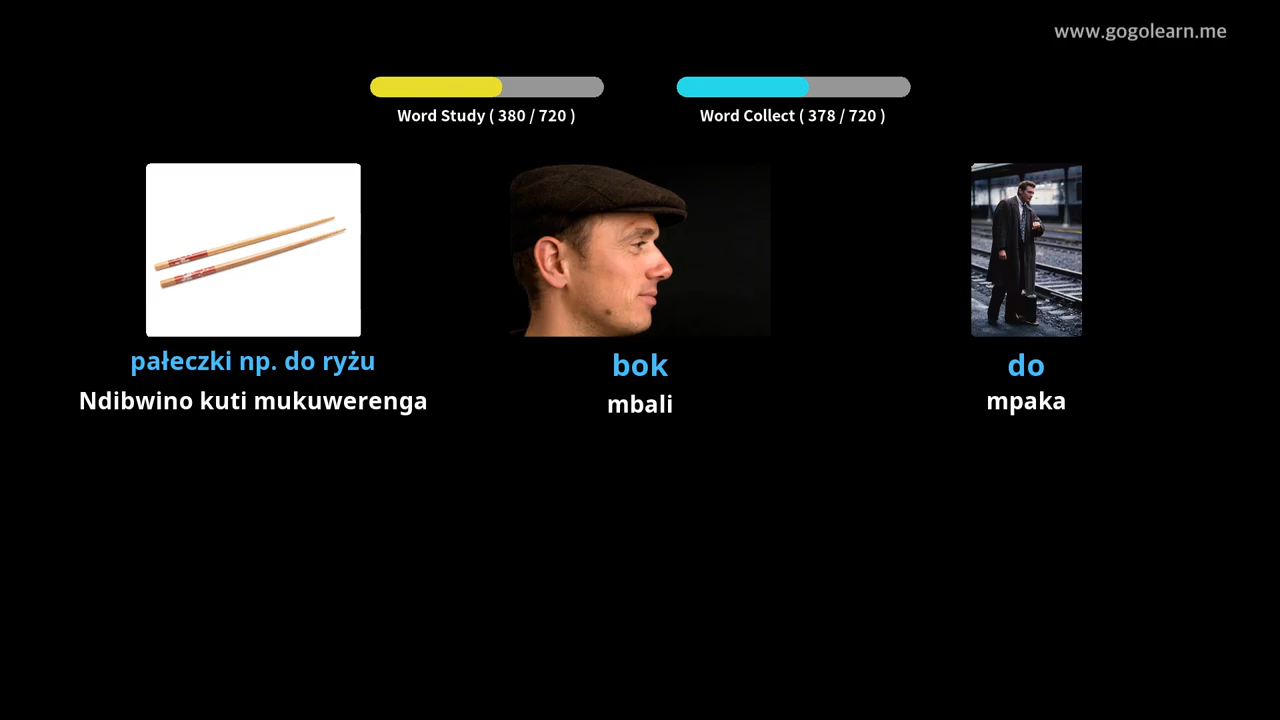 www.gogolearn.me
Word Study ( 380 / 720 )
Word Collect ( 378 / 720 )
pałeczki np. do ryżu
Ndibwino kuti mukuwerenga
bok
mbali
do
mpaka